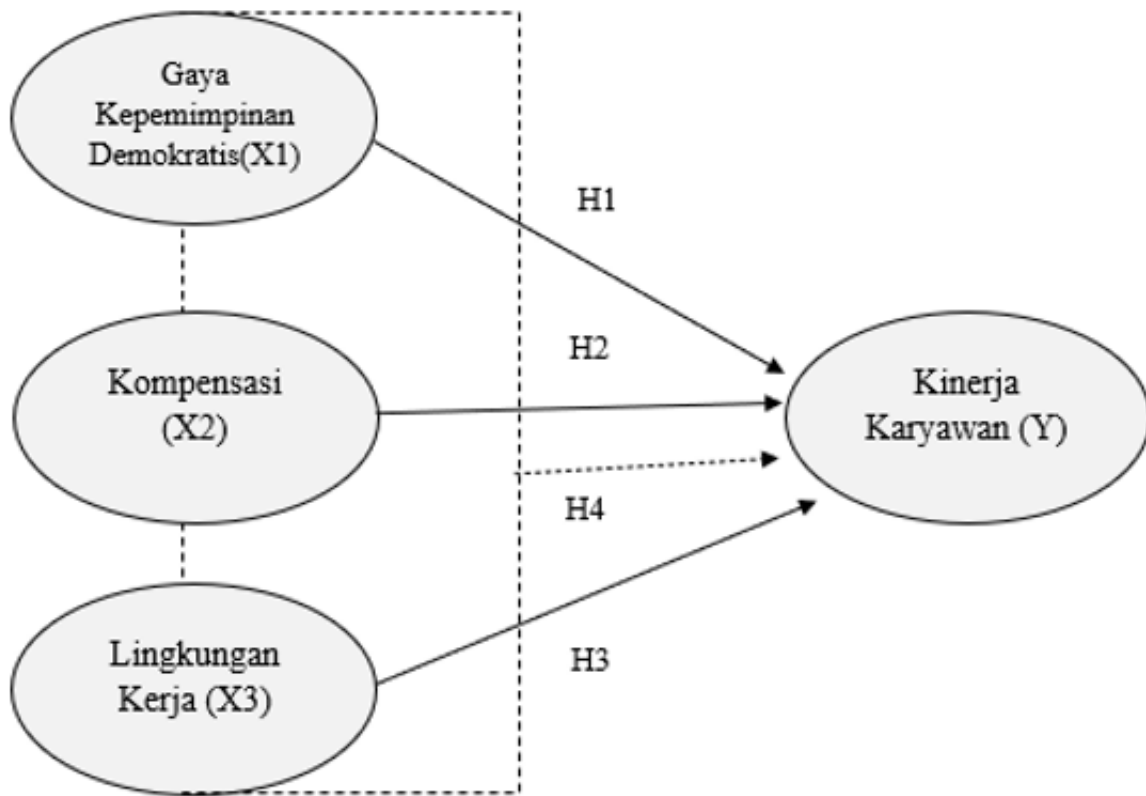 Gaya
Kepemimpinan
Demokratis(X1)
H1
H2
Kompensasi
(X2)
Kinerja
Karyawan (Y)
H4
Lingkungan
Kerja (X3)
H3